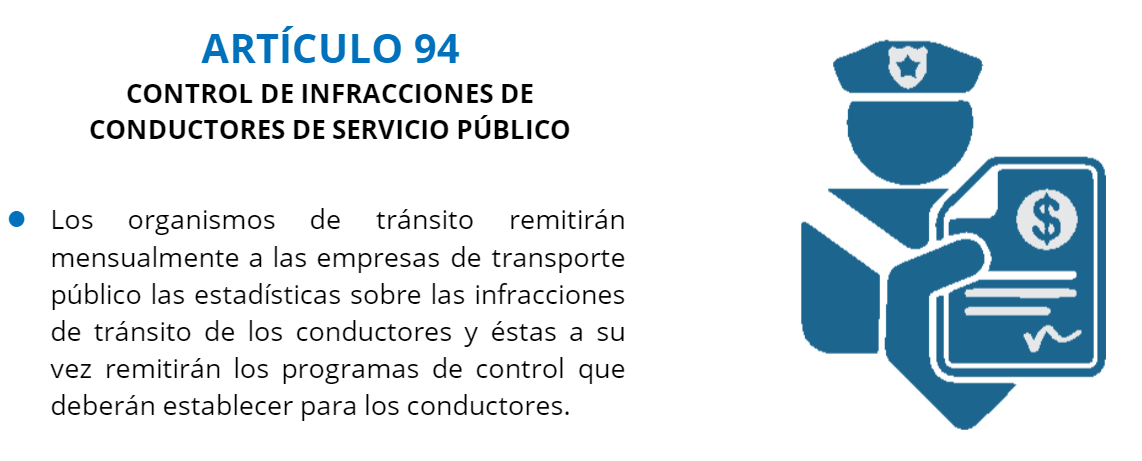 ARTÍCULO 94
CONTROL DE INFRACCIONES DE
CONDUCTORES DE SERVICIO PÚBLICO
Los organismos de tránsito remitirán
mensualmente a las empresas de transporte
público las estadísticas sobre las infracciones
de tránsito de los conductores y éstas a su
vez remitirán los programas de control que
deberán establecer para los conductores.
$